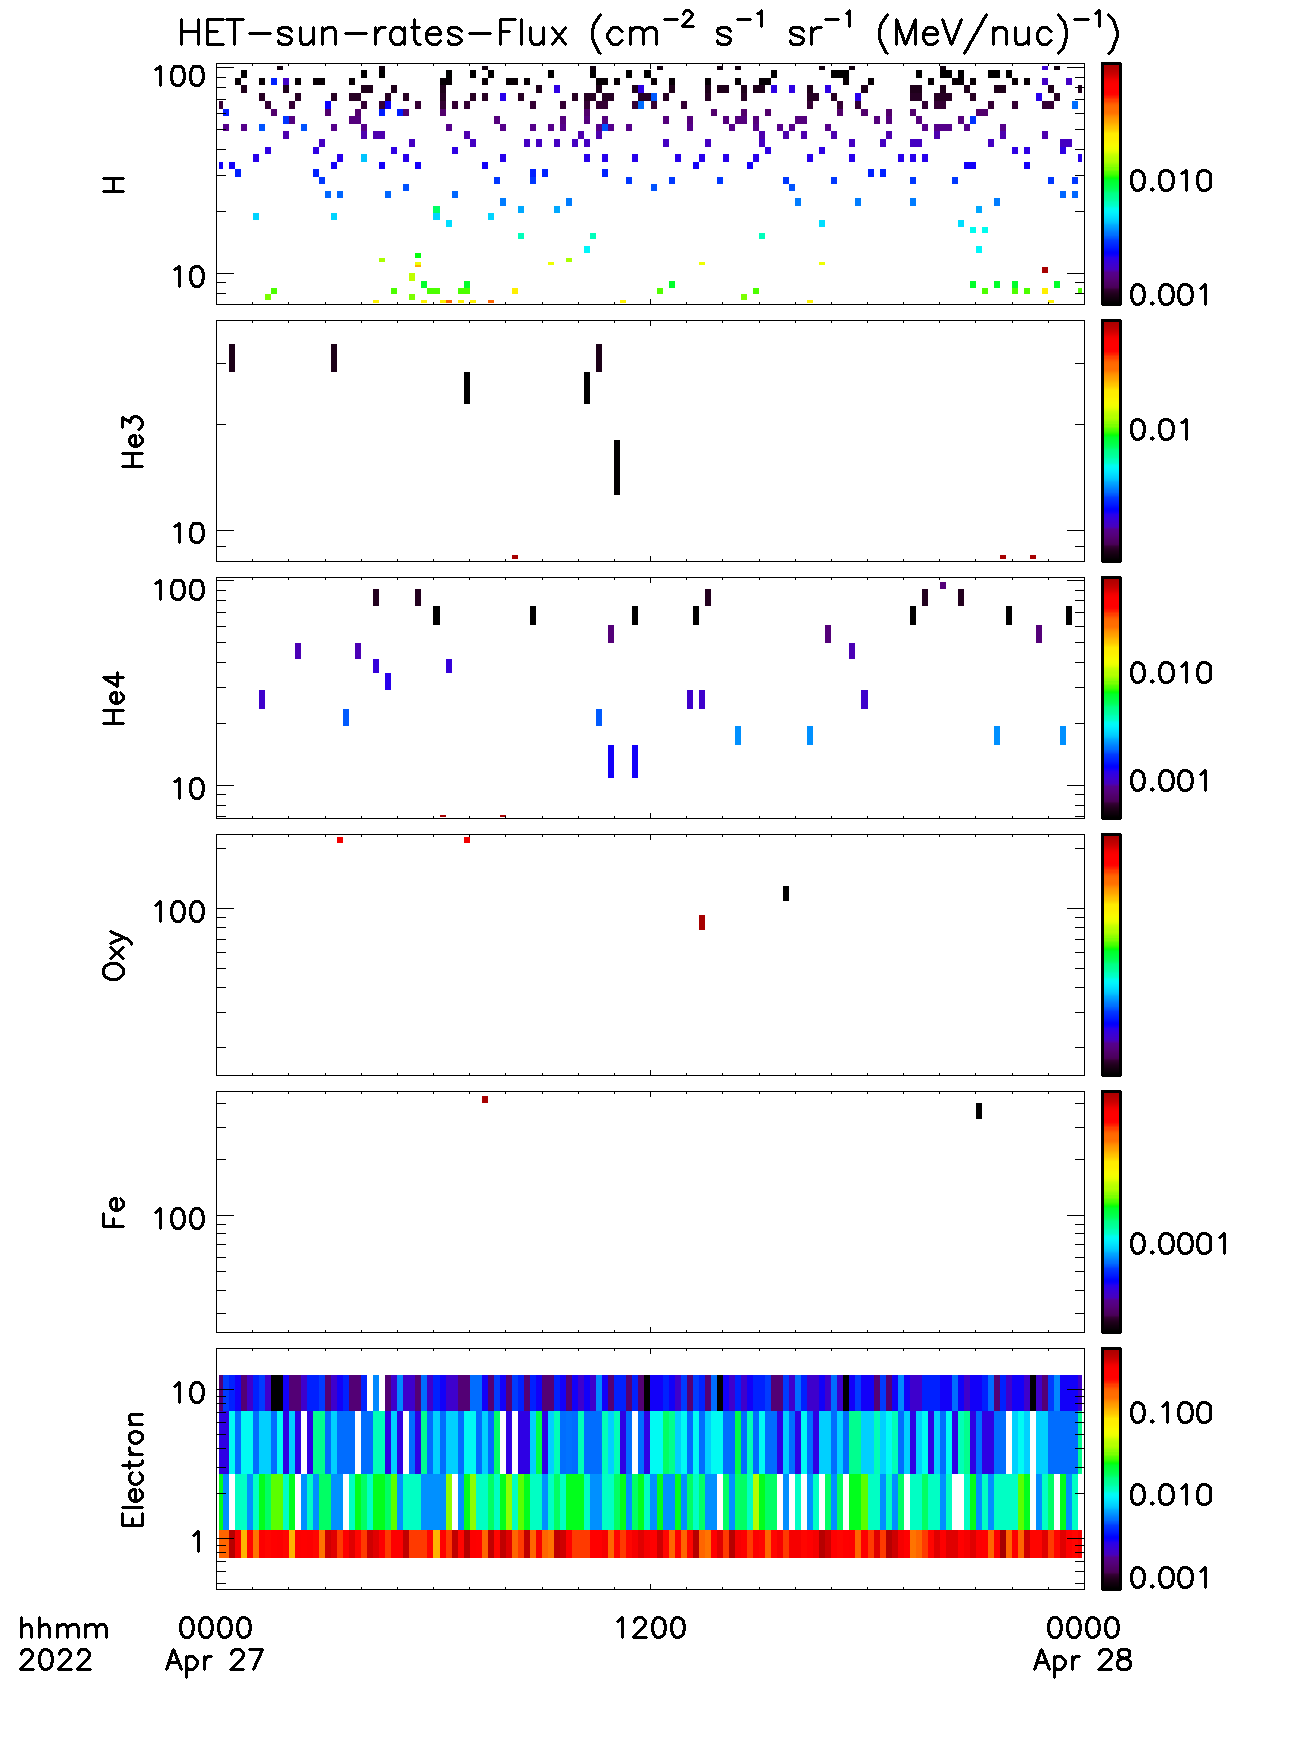 HET-sun-rates-Flux (cm⁻² s⁻¹ sr⁻¹ (MeV/nuc)⁻¹)
H
100
10
0.010
0.001
He3
10
0.01
He4
100
10
0.010
0.001
Oxy
100
Fe
100
0.0001
Electron
10
1
0.100
0.010
0.001
hhmm 0000 1200 0000
2022 Apr 27 Apr 28